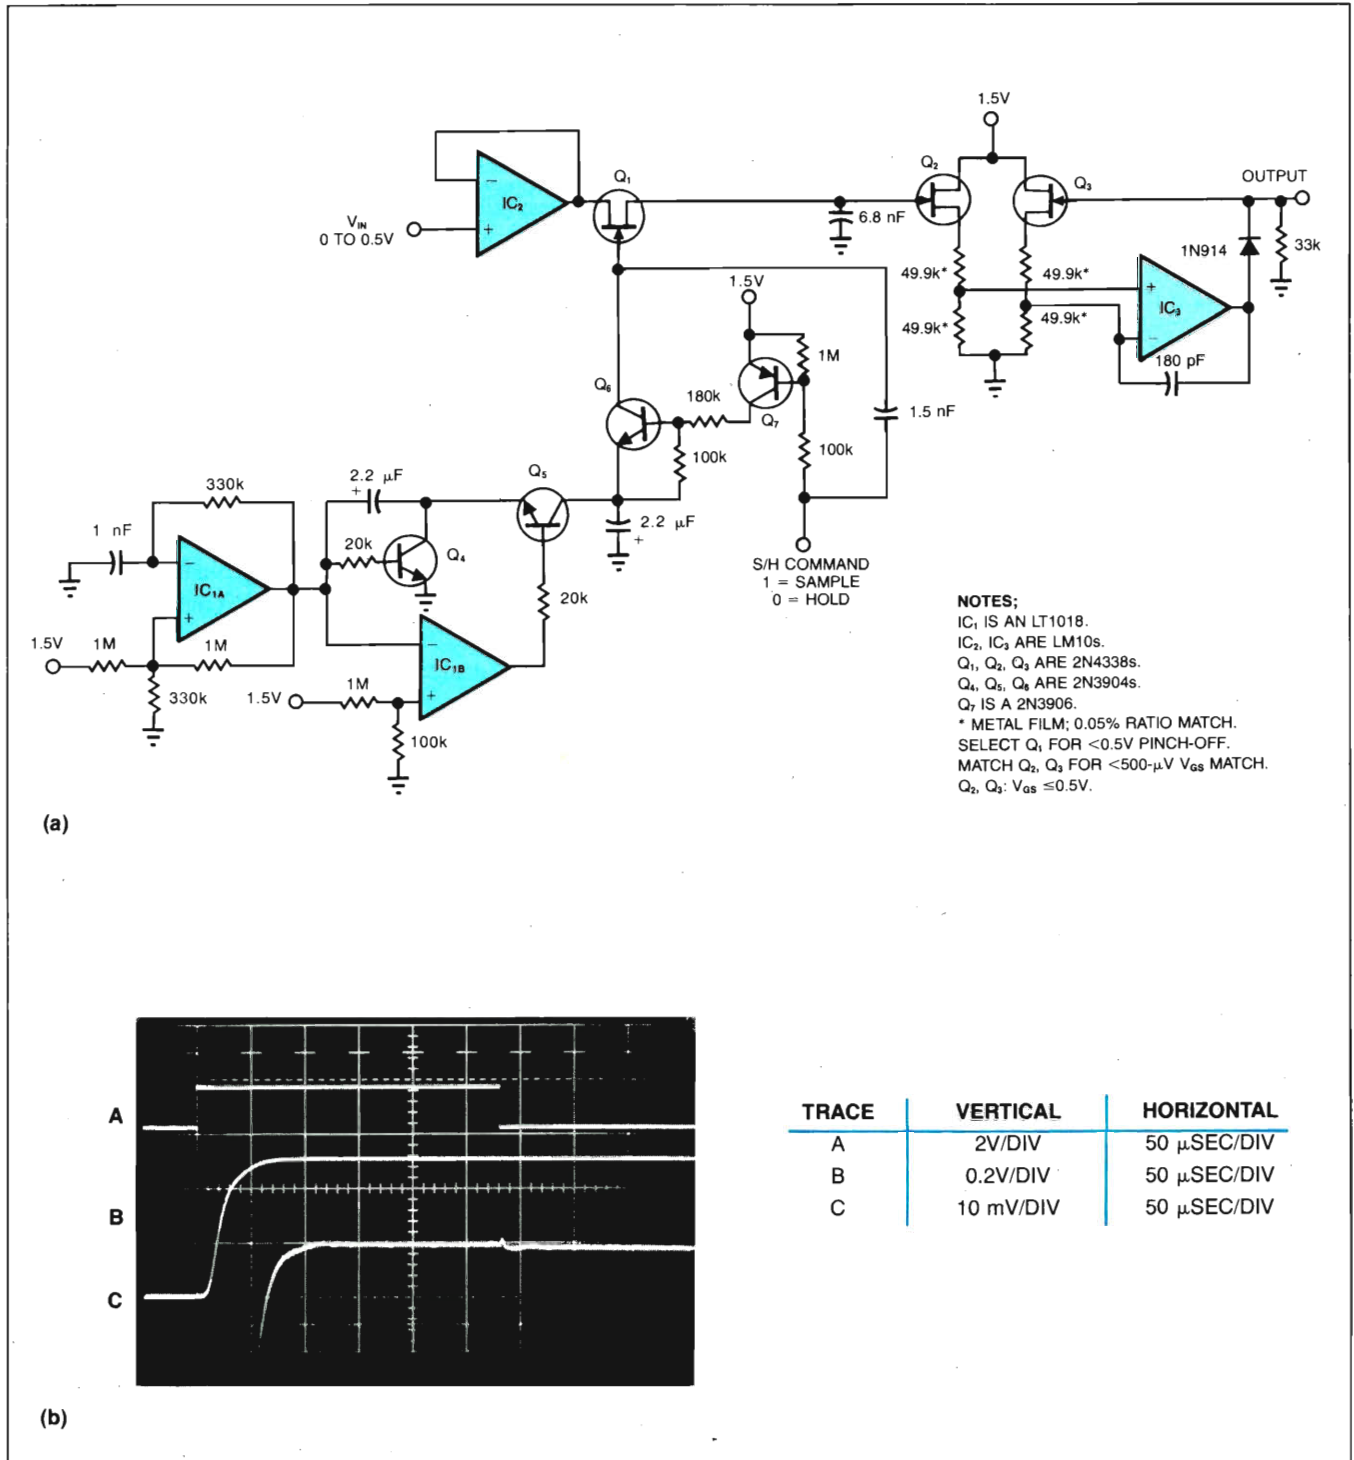 1.5V
Q₂
Q₃
OUTPUT
Q₁
IC₂
−
+
V_IN
0 TO 0.5V
6.8 nF
1N914
33k
49.9k*
49.9k*
49.9k*
49.9k*
+
−
IC₃
180 pF
1.5V
1M
Q₆
180k
Q₇
100k
100k
1.5 nF
330k
2.2 µF
+
Q₅
2.2 µF
+
1 nF
−
+
IC₁A
20k
Q₄
20k
S/H COMMAND
1 = SAMPLE
0 = HOLD
1.5V
1M
1M
330k
−
+
IC₁B
1.5V
1M
100k
NOTES;
IC₁ IS AN LT1018.
IC₂, IC₃ ARE LM10s.
Q₁, Q₂, Q₃ ARE 2N4338s.
Q₄, Q₅, Q₆ ARE 2N3904s.
Q₇ IS A 2N3906.
* METAL FILM; 0.05% RATIO MATCH.
SELECT Q₁ FOR <0.5V PINCH-OFF.
MATCH Q₂, Q₃ FOR <500-µV V_GS MATCH.
Q₂, Q₃: V_GS ≤0.5V.
(a)
A
B
C
TRACE VERTICAL HORIZONTAL
A 2V/DIV 50 µSEC/DIV
B 0.2V/DIV 50 µSEC/DIV
C 10 mV/DIV 50 µSEC/DIV
(b)